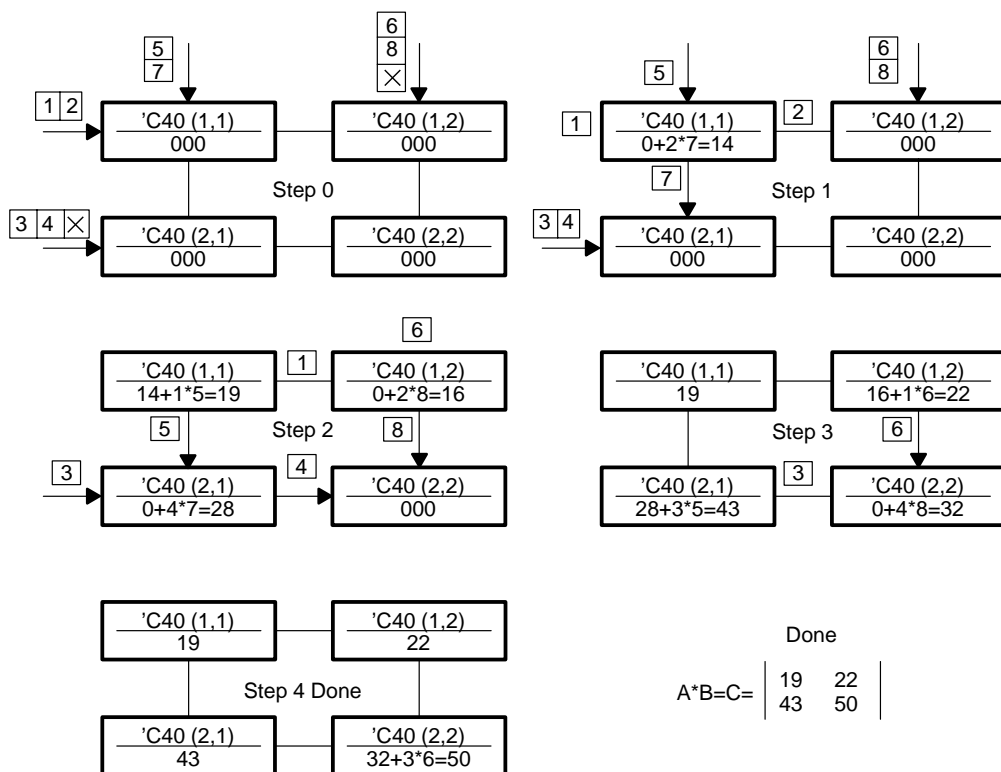 6
5 8
7 ×
1 2
'C40 (1,1) 'C40 (1,2)
000 000
Step 0
3 4 ×
'C40 (2,1) 'C40 (2,2)
000 000
6
5 8
1 'C40 (1,1) 2 'C40 (1,2)
0+2*7=14 000
7 Step 1
3 4
'C40 (2,1) 'C40 (2,2)
000 000
6
'C40 (1,1) 1 'C40 (1,2)
14+1*5=19 0+2*8=16
5 Step 2 8
3 'C40 (2,1) 4 'C40 (2,2)
0+4*7=28 000
'C40 (1,1) 'C40 (1,2)
19 16+1*6=22
Step 3 6
'C40 (2,1) 3 'C40 (2,2)
28+3*5=43 0+4*8=32
'C40 (1,1) 'C40 (1,2)
19 22
Step 4 Done
'C40 (2,1) 'C40 (2,2)
43 32+3*6=50
Done
A*B=C= 19 22
43 50